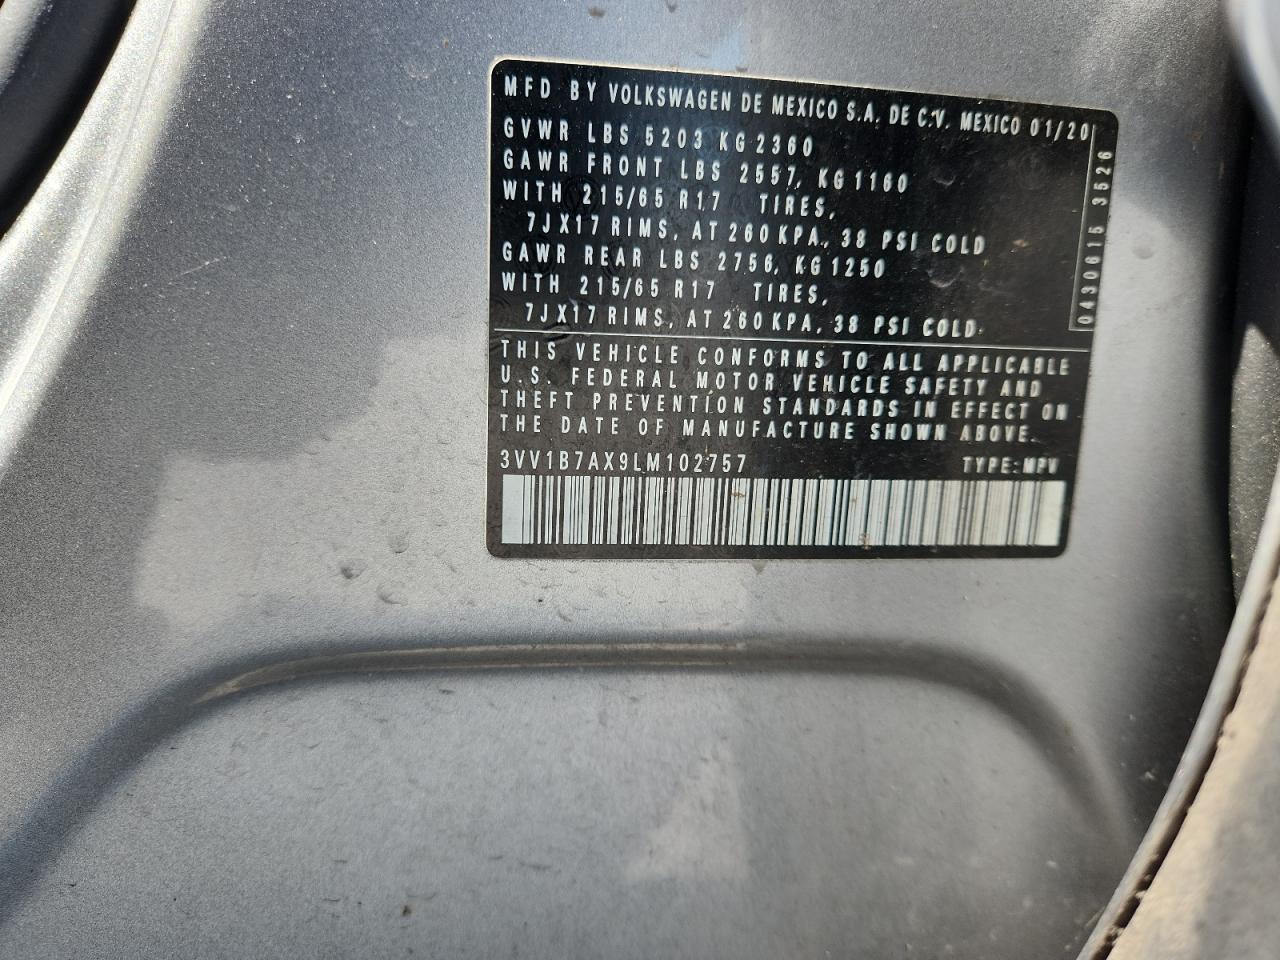 MFD BY VOLKSWAGEN DE MEXICO S.A. DE C.V. MEXICO 01/20
GVWR LBS 5203 KG 2360
GAWR FRONT LBS 2557, KG 1160
WITH 215/65 R17 TIRES,
7JX17 RIMS, AT 260 KPA, 38 PSI COLD
GAWR REAR LBS 2756, KG 1250
WITH 215/65 R17 TIRES,
7JX17 RIMS, AT 260 KPA, 38 PSI COLD.
0430615 3526
THIS VEHICLE CONFORMS TO ALL APPLICABLE
U.S. FEDERAL MOTOR VEHICLE SAFETY AND
THEFT PREVENTION STANDARDS IN EFFECT ON
THE DATE OF MANUFACTURE SHOWN ABOVE.
3VV1B7AX9LM102757 TYPE:MPV